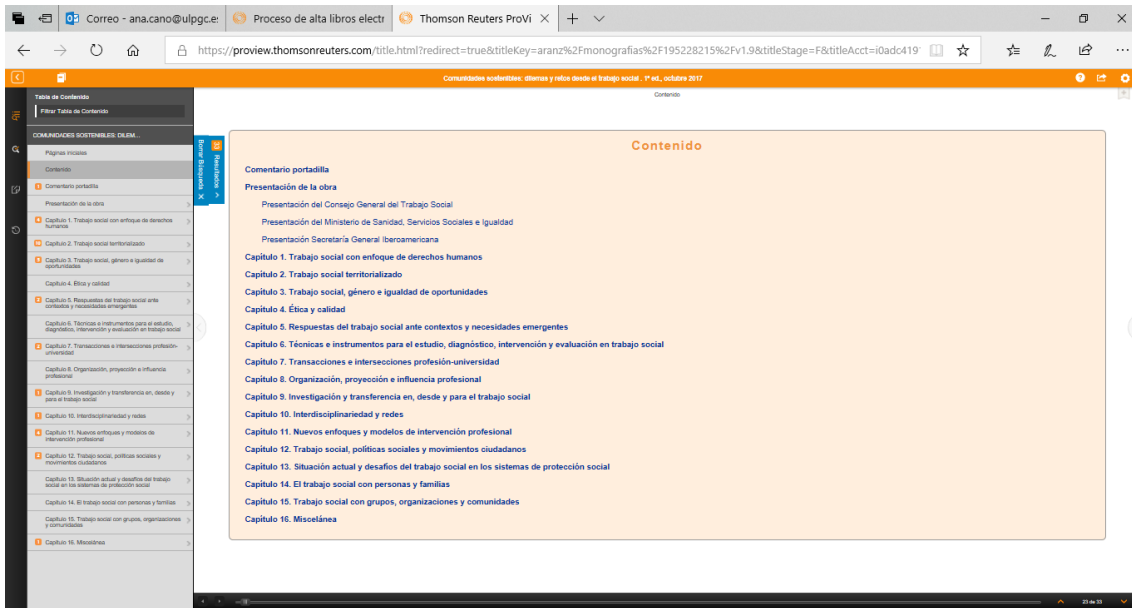 Correo - ana.cano@ulpgc.e:
Proceso de alta libros electr
Thomson Reuters ProVi
https://proview.thomsonreuters.com/title.html?redirect=true&titleKey=aranz%2Fmonografias%2F195228215%2Fv1.9&titleStage=F&titleAcct=i0adc419
Comunidades sostenibles: dilemas y retos desde el trabajo social . 1ª ed., octubre 2017
Tabla de Contenido
Filtrar Tabla de Contenido
COMUNIDADES SOSTENIBLES: DILEM...
Páginas iniciales
Contenido
Comentario portadilla
Presentación de la obra
Capítulo 1. Trabajo social con enfoque de derechos
humanos
Capítulo 2. Trabajo social territorializado
Capítulo 3. Trabajo social, género e igualdad de
oportunidades
Capítulo 4. Ética y calidad
Capítulo 5. Respuestas del trabajo social ante
contextos y necesidades emergentes
Capítulo 6. Técnicas e instrumentos para el estudio,
diagnóstico, intervención y evaluación en trabajo social
Capítulo 7. Transacciones e intersecciones profesión-
universidad
Capítulo 8. Organización, proyección e influencia
profesional
Capítulo 9. Investigación y transferencia en, desde y
para el trabajo social
Capítulo 10. Interdisciplinariedad y redes
Capítulo 11. Nuevos enfoques y modelos de
intervención profesional
Capítulo 12. Trabajo social, políticas sociales y
movimientos ciudadanos
Capítulo 13. Situación actual y desafíos del trabajo
social en los sistemas de protección social
Capítulo 14. El trabajo social con personas y familias
Capítulo 15. Trabajo social con grupos, organizaciones
y comunidades
Capítulo 16. Miscelánea
Resultados
Borrar Búsqueda
Contenido
Contenido
Comentario portadilla
Presentación de la obra
Presentación del Consejo General del Trabajo Social
Presentación del Ministerio de Sanidad, Servicios Sociales e Igualdad
Presentación Secretaría General Iberoamericana
Capítulo 1. Trabajo social con enfoque de derechos humanos
Capítulo 2. Trabajo social territorializado
Capítulo 3. Trabajo social, género e igualdad de oportunidades
Capítulo 4. Ética y calidad
Capítulo 5. Respuestas del trabajo social ante contextos y necesidades emergentes
Capítulo 6. Técnicas e instrumentos para el estudio, diagnóstico, intervención y evaluación en trabajo social
Capítulo 7. Transacciones e intersecciones profesión-universidad
Capítulo 8. Organización, proyección e influencia profesional
Capítulo 9. Investigación y transferencia en, desde y para el trabajo social
Capítulo 10. Interdisciplinariedad y redes
Capítulo 11. Nuevos enfoques y modelos de intervención profesional
Capítulo 12. Trabajo social, políticas sociales y movimientos ciudadanos
Capítulo 13. Situación actual y desafíos del trabajo social en los sistemas de protección social
Capítulo 14. El trabajo social con personas y familias
Capítulo 15. Trabajo social con grupos, organizaciones y comunidades
Capítulo 16. Miscelánea
23 de 33